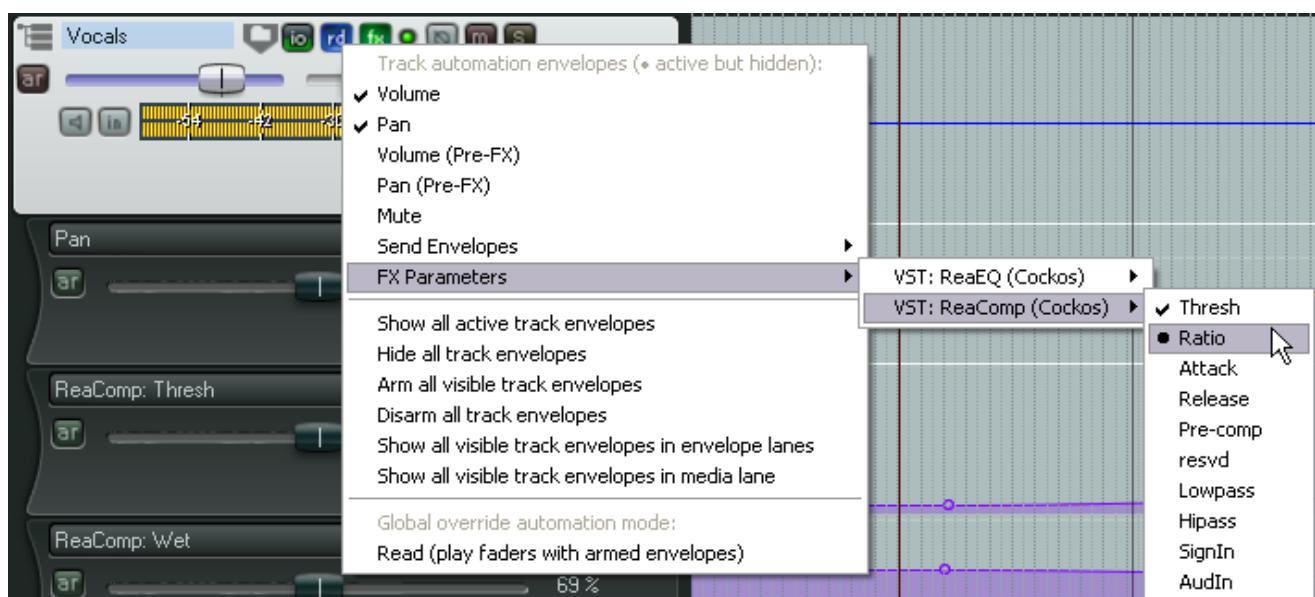 Vocals
io rd fx m S
ar
in -54 -42
Track automation envelopes (• active but hidden):
Volume
Pan
Volume (Pre-FX)
Pan (Pre-FX)
Mute
Send Envelopes
FX Parameters
Show all active track envelopes
Hide all track envelopes
Arm all visible track envelopes
Disarm all track envelopes
Show all visible track envelopes in envelope lanes
Show all visible track envelopes in media lane
Global override automation mode:
Read (play faders with armed envelopes)
VST: ReaEQ (Cockos)
VST: ReaComp (Cockos)
Thresh
Ratio
Attack
Release
Pre-comp
resvd
Lowpass
Hipass
SignIn
AudIn
Pan
ar
ReaComp: Thresh
ar
ReaComp: Wet
ar
69 %